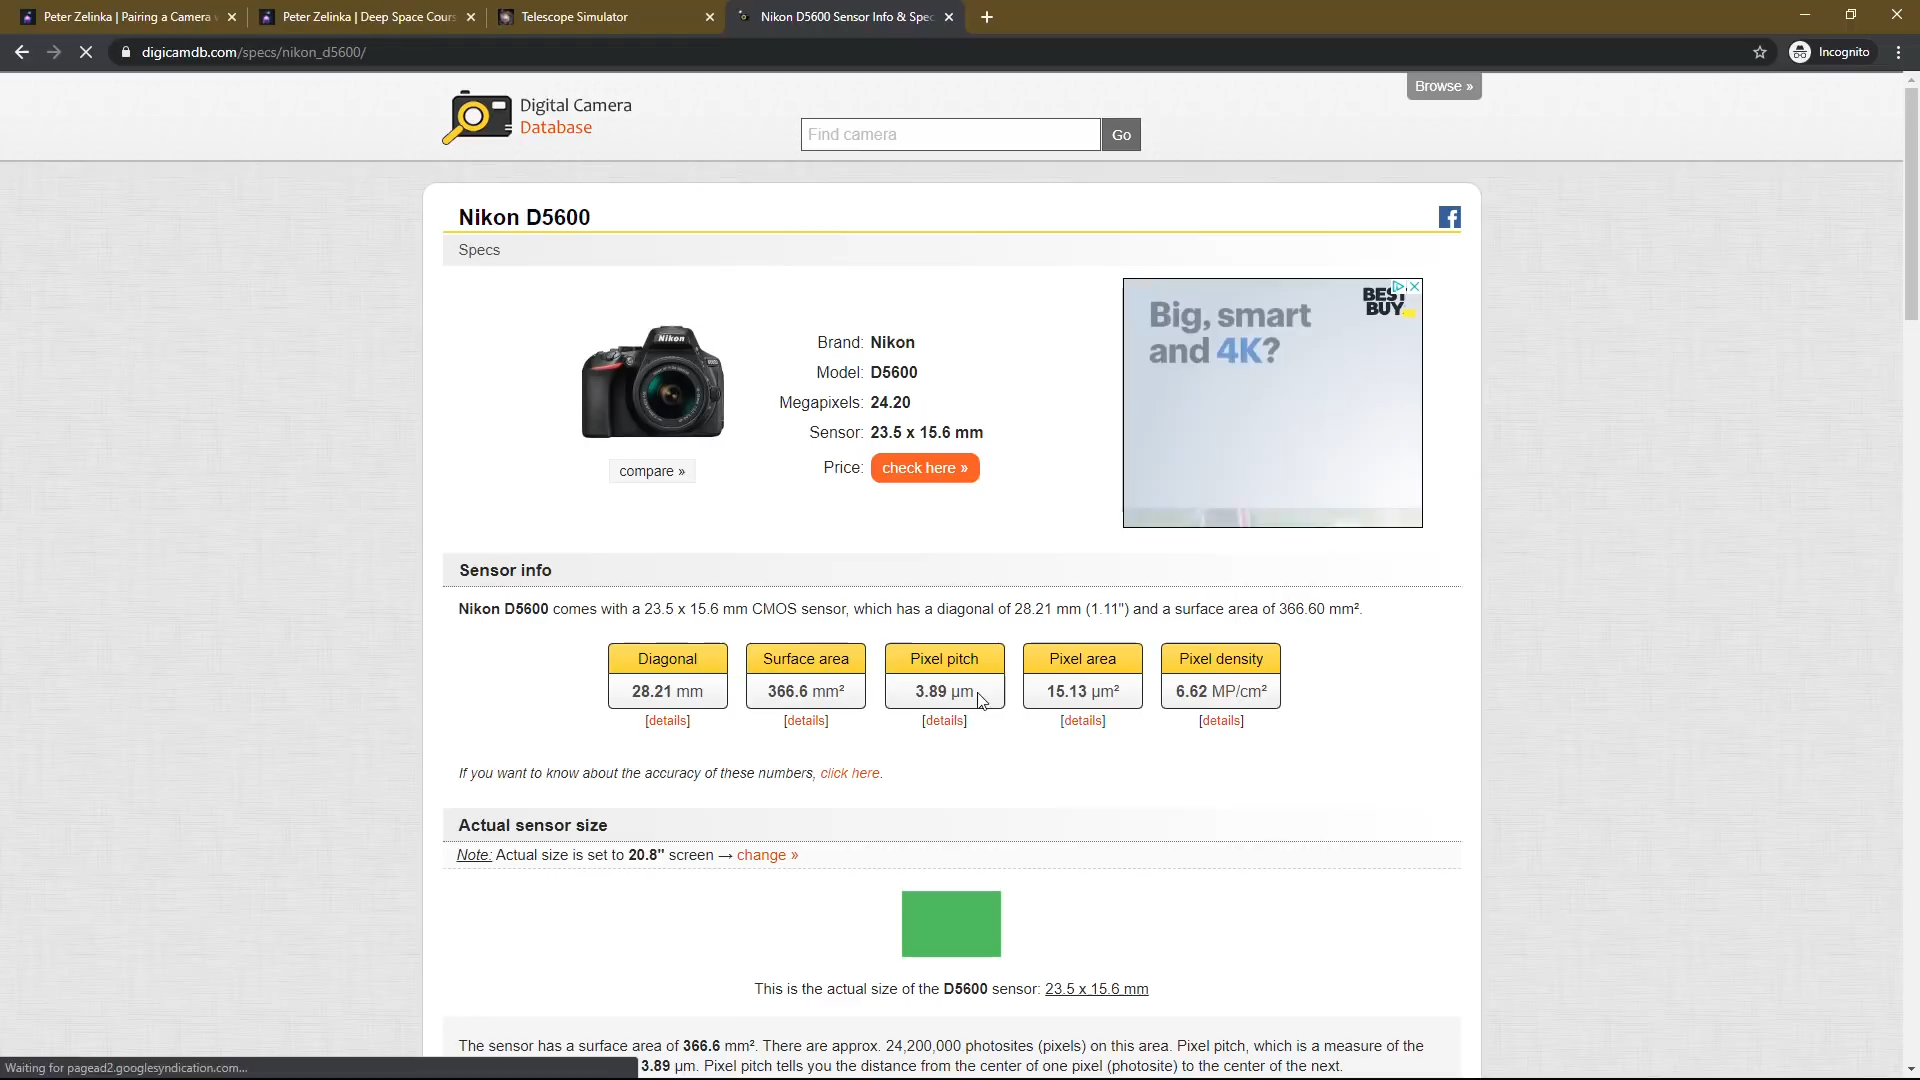 Peter Zelinka | Pairing a Camera
Peter Zelinka | Deep Space Cours
Telescope Simulator
Nikon D5600 Sensor Info & Spec
digicamdb.com/specs/nikon_d5600/
Incognito
Browse »
Digital Camera
Database
Find camera
Go
Nikon D5600
Specs
Nikon
compare »
Brand: Nikon
Model: D5600
Megapixels: 24.20
Sensor: 23.5 x 15.6 mm
Price: check here »
BEST
BUY
Big, smart
and 4K?
Sensor info
Nikon D5600 comes with a 23.5 x 15.6 mm CMOS sensor, which has a diagonal of 28.21 mm (1.11") and a surface area of 366.60 mm².
Diagonal
28.21 mm
[details]
Surface area
366.6 mm²
[details]
Pixel pitch
3.89 µm
[details]
Pixel area
15.13 µm²
[details]
Pixel density
6.62 MP/cm²
[details]
If you want to know about the accuracy of these numbers, click here.
Actual sensor size
Note: Actual size is set to 20.8" screen → change »
This is the actual size of the D5600 sensor: 23.5 x 15.6 mm
The sensor has a surface area of 366.6 mm². There are approx. 24,200,000 photosites (pixels) on this area. Pixel pitch, which is a measure of the
3.89 µm. Pixel pitch tells you the distance from the center of one pixel (photosite) to the center of the next.
Waiting for pagead2.googlesyndication.com...